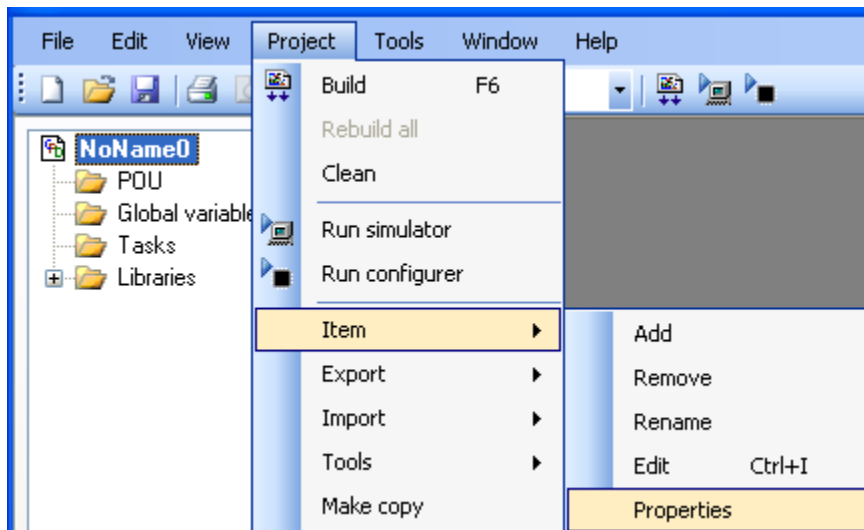 File Edit View Project Tools Window Help
NoName0
POU
Global variable
Tasks
Libraries
Build F6
Rebuild all
Clean
Run simulator
Run configurer
Item
Export
Import
Tools
Make copy
Add
Remove
Rename
Edit Ctrl+I
Properties